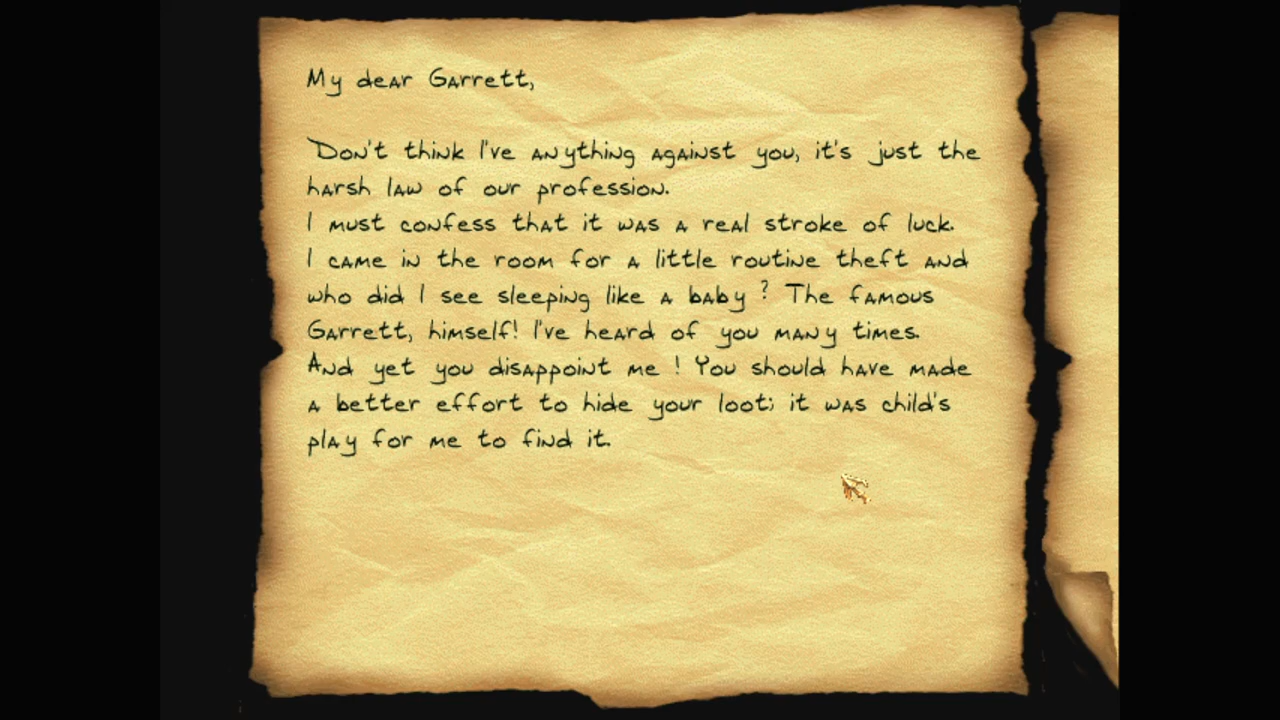 My dear Garrett,
Don't think I've anything against you, it's just the
harsh law of our profession.
I must confess that it was a real stroke of luck.
I came in the room for a little routine theft and
who did I see sleeping like a baby ? The famous
Garrett, himself! I've heard of you many times.
And yet you disappoint me ! You should have made
a better effort to hide your loot; it was child's
play for me to find it.